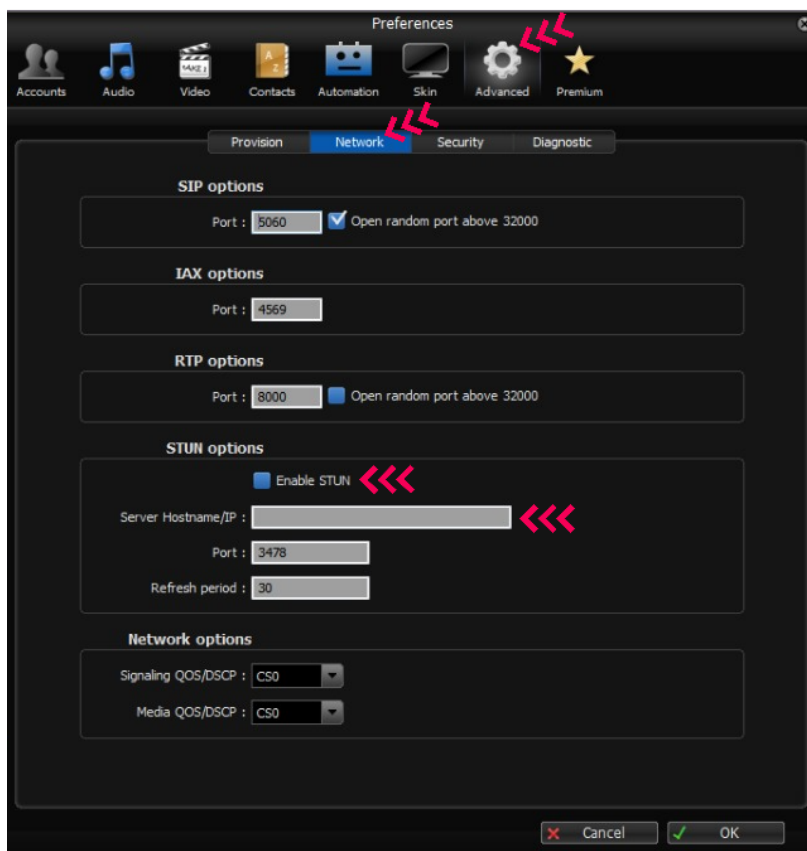 Preferences
Accounts Audio Video Contacts Automation Skin Advanced Premium
Provision Network Security Diagnostic
SIP options
Port : 5060 Open random port above 32000
IAX options
Port : 4569
RTP options
Port : 8000 Open random port above 32000
STUN options
Enable STUN
Server Hostname/IP :
Port : 3478
Refresh period : 30
Network options
Signaling QOS/DSCP : CS0
Media QOS/DSCP : CS0
Cancel OK